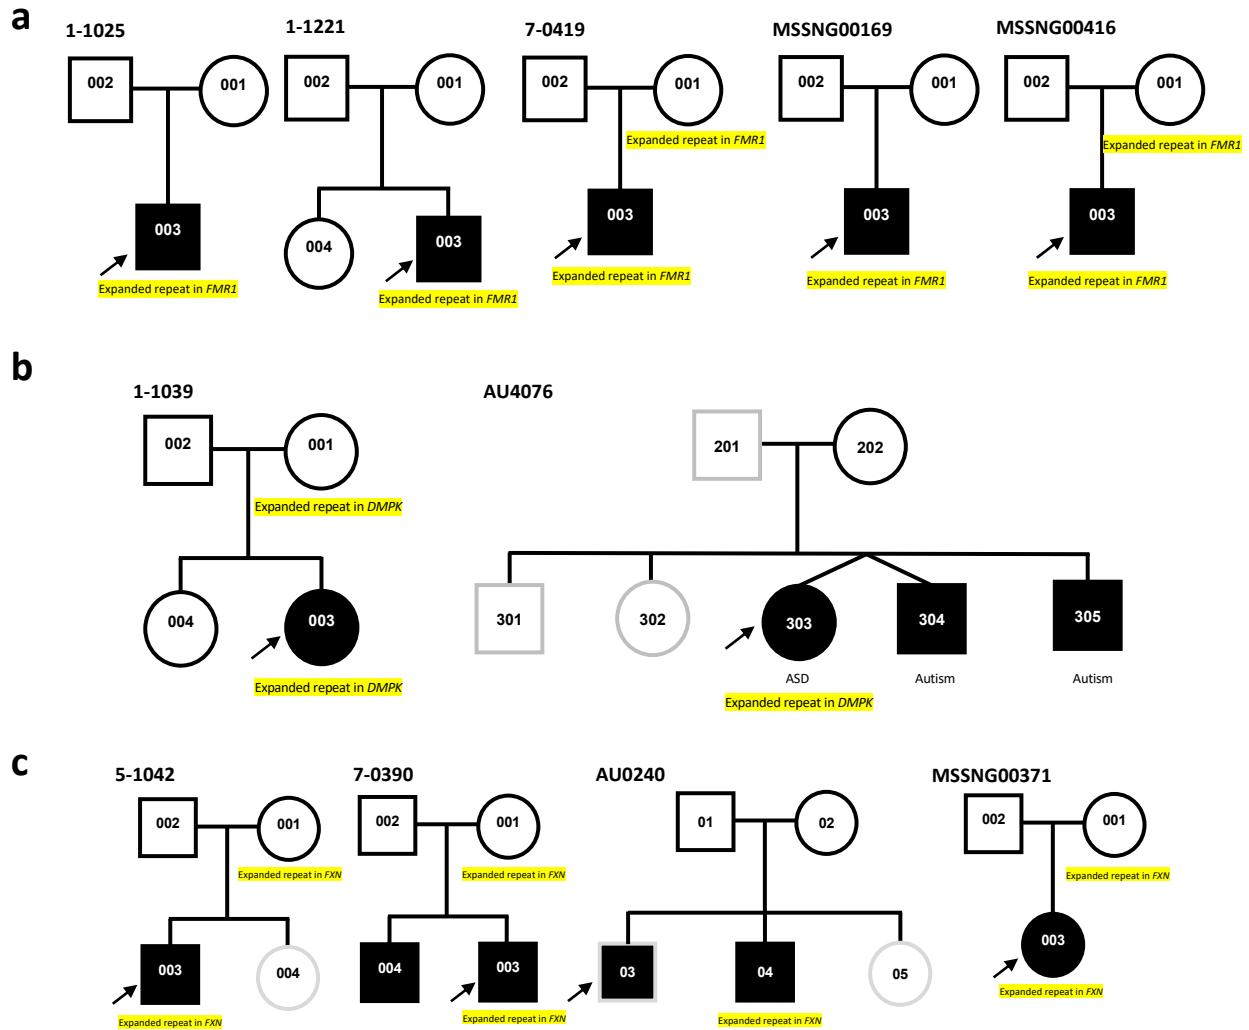 a
1-1025
1-1221
7-0419
MSSNG00169
MSSNG00416
002
001
002
001
002
001
002
001
002
001
Expanded repeat in FMR1
Expanded repeat in FMR1
003
004
003
003
003
003
Expanded repeat in FMR1
Expanded repeat in FMR1
Expanded repeat in FMR1
Expanded repeat in FMR1
Expanded repeat in FMR1
b
1-1039
AU4076
002
001
201
202
Expanded repeat in DMPK
004
003
301
302
303
304
305
Expanded repeat in DMPK
ASD
Autism
Autism
Expanded repeat in DMPK
c
5-1042
7-0390
AU0240
MSSNG00371
002
001
002
001
01
02
002
001
Expanded repeat in FXN
Expanded repeat in FXN
Expanded repeat in FXN
003
004
004
003
03
04
05
003
Expanded repeat in FXN
Expanded repeat in FXN
Expanded repeat in FXN
Expanded repeat in FXN